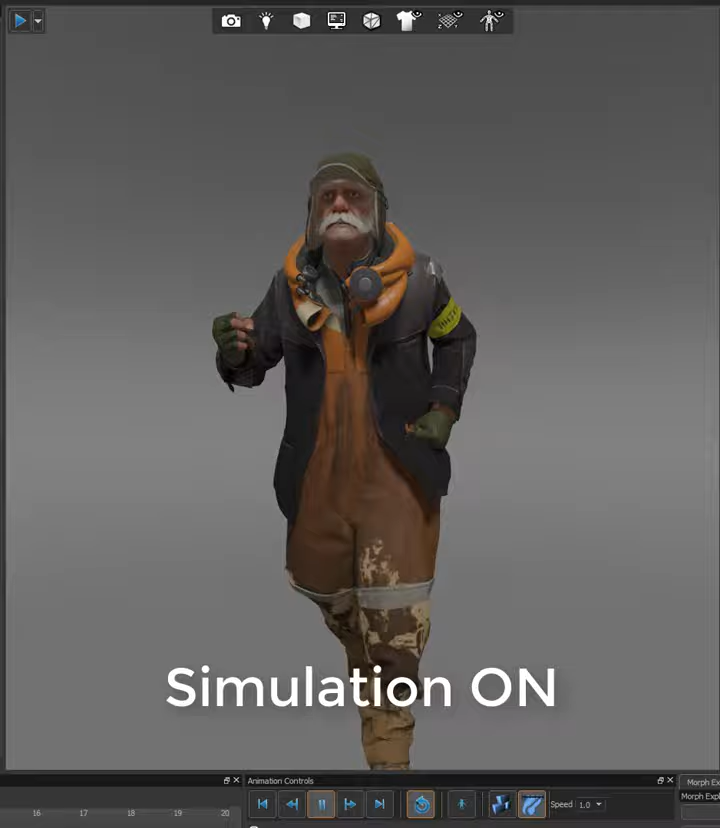 Simulation ON
Animation Controls
Morph Ex
Morph Expl
16 17 18 19 20
Speed 1.0